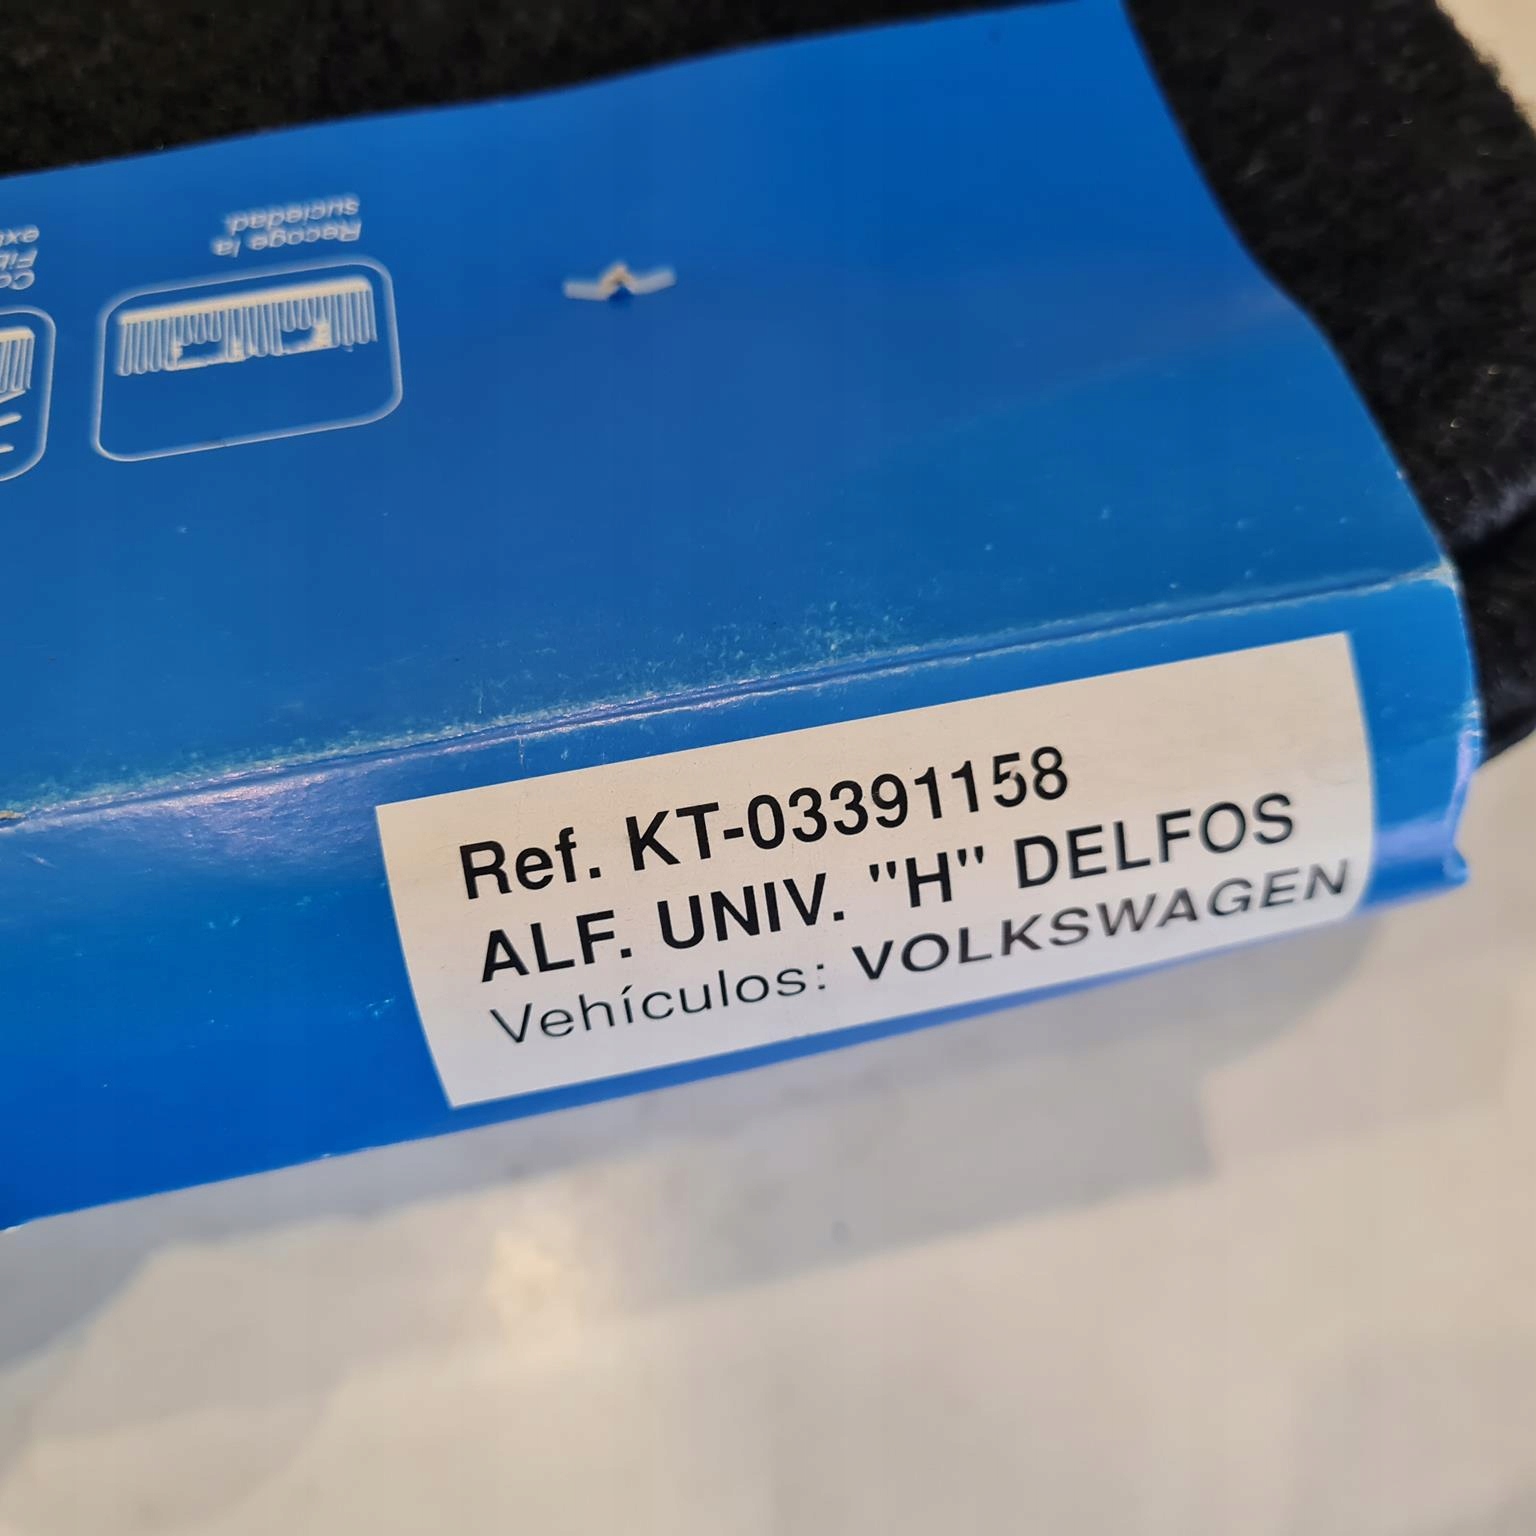 Recoge la
suciedad.
Ref. KT-03391158
ALF. UNIV. "H" DELFOS
Vehículos: VOLKSWAGEN